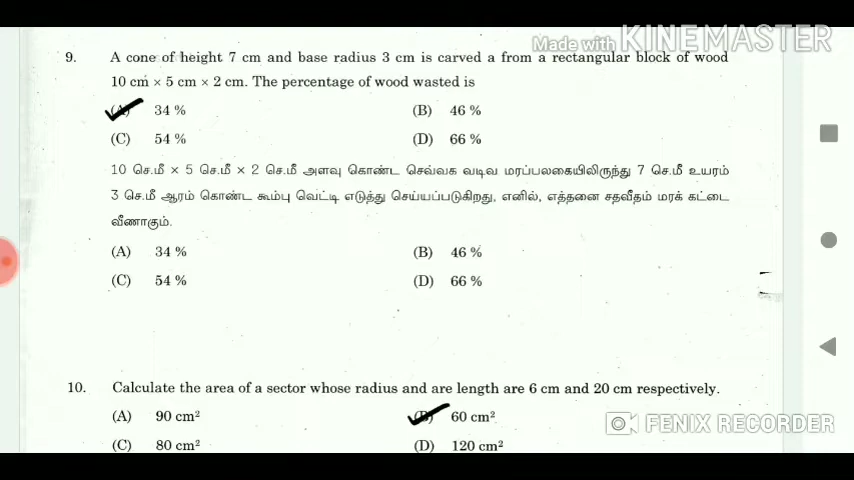 Made with KINEMASTER
9. A cone of height 7 cm and base radius 3 cm is carved a from a rectangular block of wood
10 cm × 5 cm × 2 cm. The percentage of wood wasted is
(A) 34 % (B) 46 %
(C) 54 % (D) 66 %
10 செ.மீ × 5 செ.மீ × 2 செ.மீ அளவு கொண்ட செவ்வக வடிவ மரப்பலகையிலிருந்து 7 செ.மீ உயரம்
3 செ.மீ ஆரம் கொண்ட கூம்பு வெட்டி எடுத்து செய்யப்படுகிறது, எனில், எத்தனை சதவீதம் மரக் கட்டை
வீணாகும்.
(A) 34 % (B) 46 %
(C) 54 % (D) 66 %
10. Calculate the area of a sector whose radius and are length are 6 cm and 20 cm respectively.
(A) 90 cm² (B) 60 cm²
FENIX RECORDER
(C) 80 cm² (D) 120 cm²